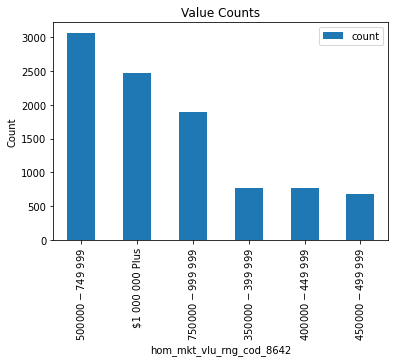 Value Counts
count
3000
2500
2000
1500
1000
500
0
Count
500000 − 749 999
$1 000 000 Plus
750000 − 999 999
350000 − 399 999
400000 − 449 999
450000 − 499 999
hom_mkt_vlu_rng_cod_8642